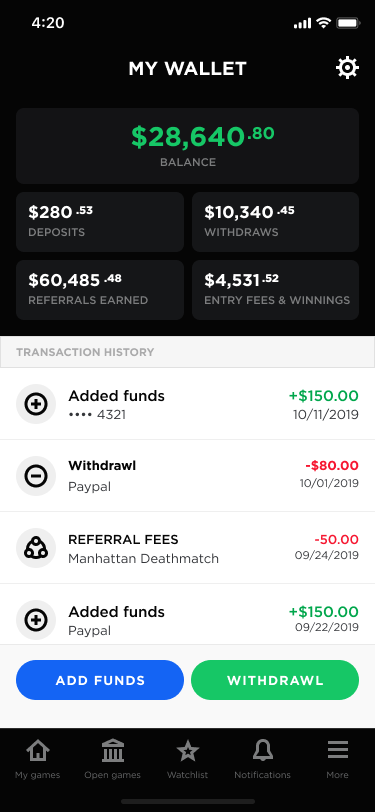 4:20
MY WALLET
$28,640.80
BALANCE
$280.53
DEPOSITS
$10,340.45
WITHDRAWS
$60,485.48
REFERRALS EARNED
$4,531.52
ENTRY FEES & WINNINGS
TRANSACTION HISTORY
Added funds +$150.00
•••• 4321 10/11/2019
Withdrawl -$80.00
Paypal 10/01/2019
REFERRAL FEES -50.00
Manhattan Deathmatch 09/24/2019
Added funds +$150.00
Paypal 09/22/2019
ADD FUNDS WITHDRAWL
My games Open games Watchlist Notifications More